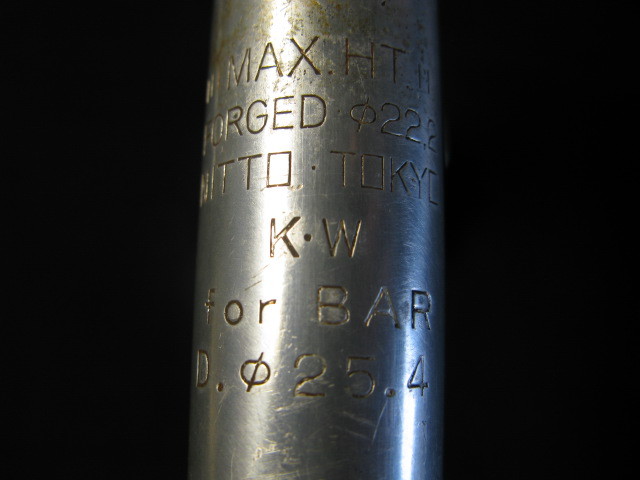 MAX.HT.
FORGED·φ22.2
NITTO·TOKYO
K·W
for BAR
D.φ25.4